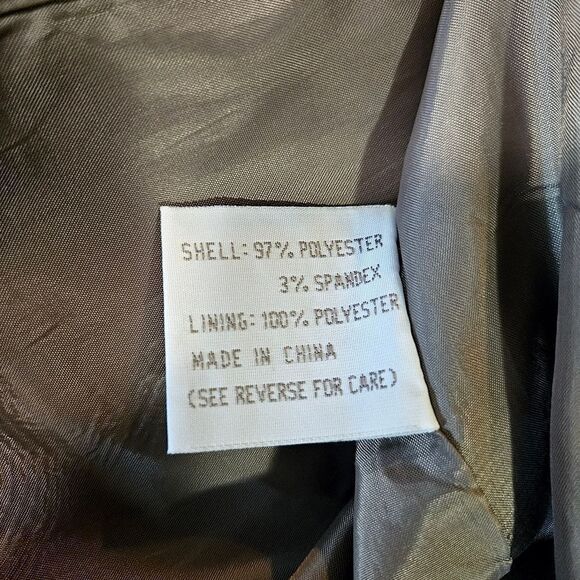 SHELL: 97% POLYESTER
3% SPANDEX
LINING: 100% POLYESTER
MADE IN CHINA
(SEE REVERSE FOR CARE)